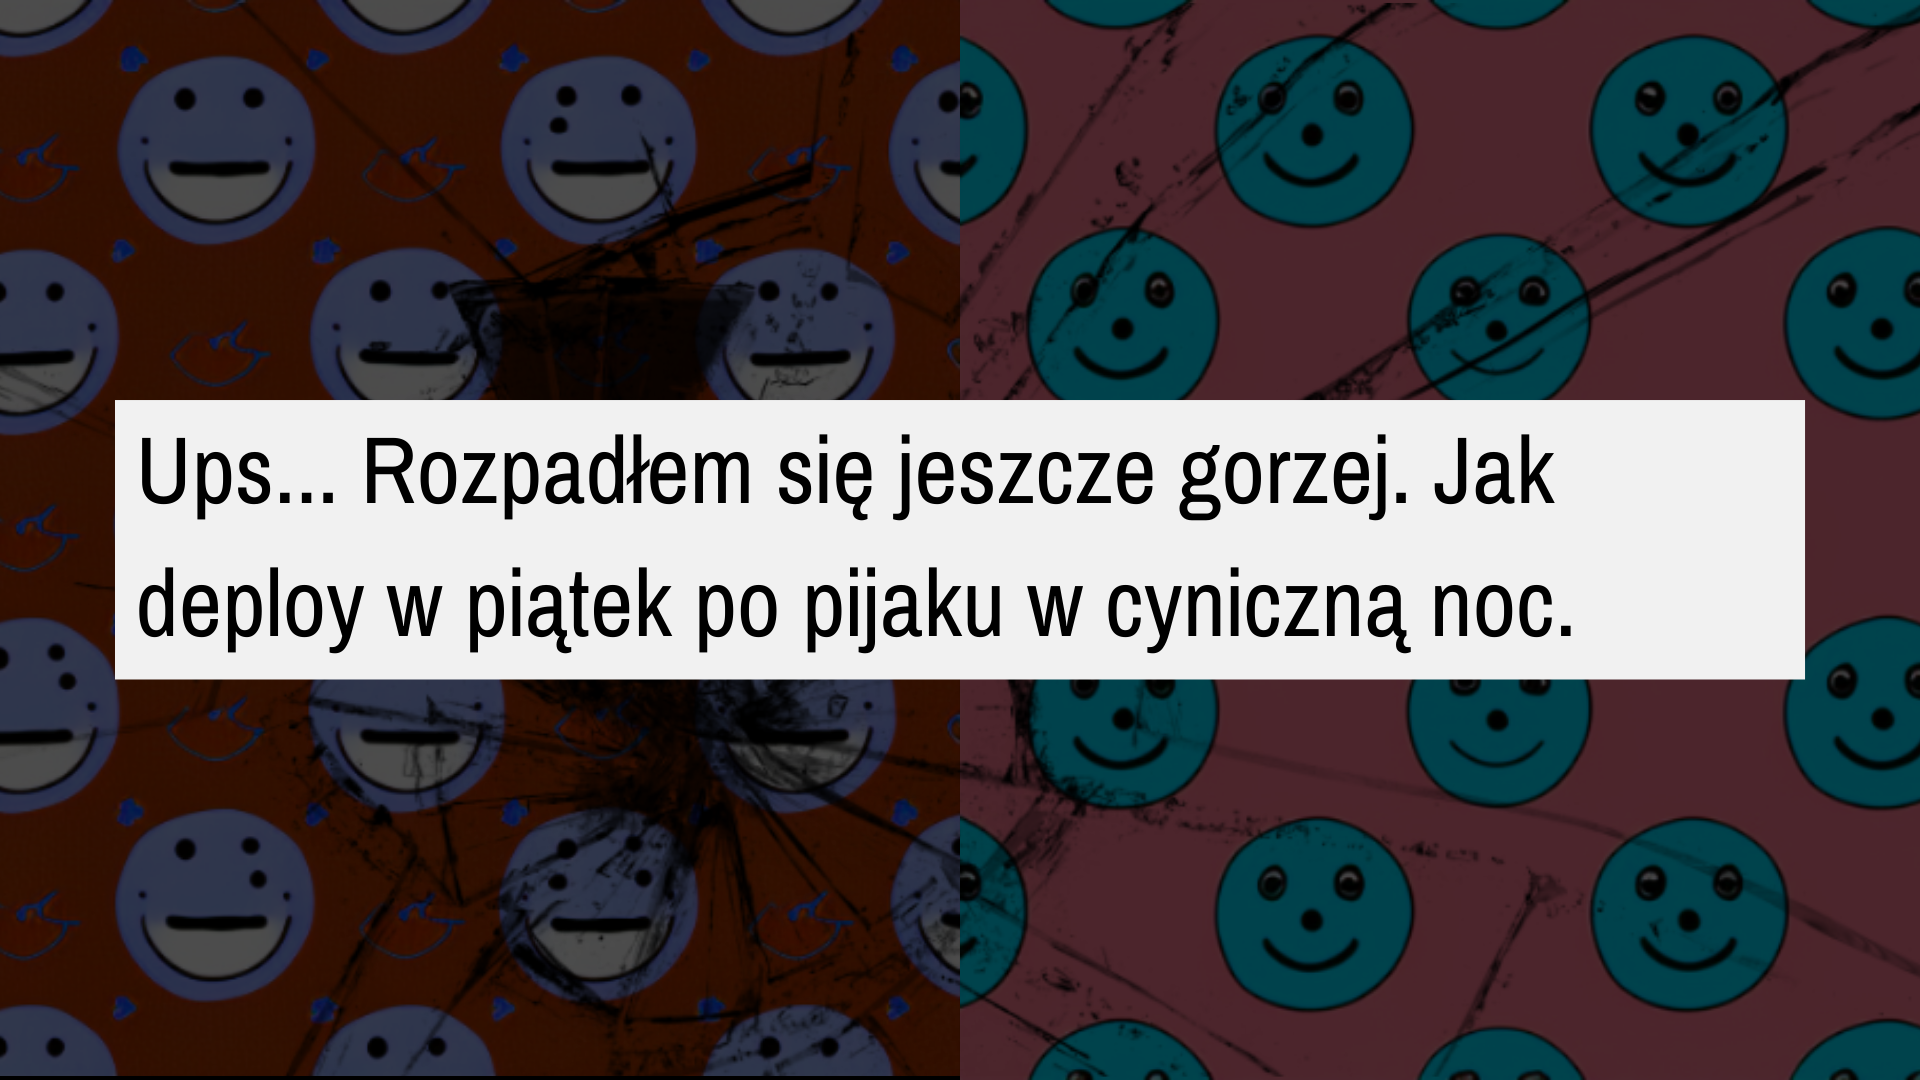 Ups... Rozpadłem się jeszcze gorzej. Jak
deploy w piątek po pijaku w cyniczną noc.